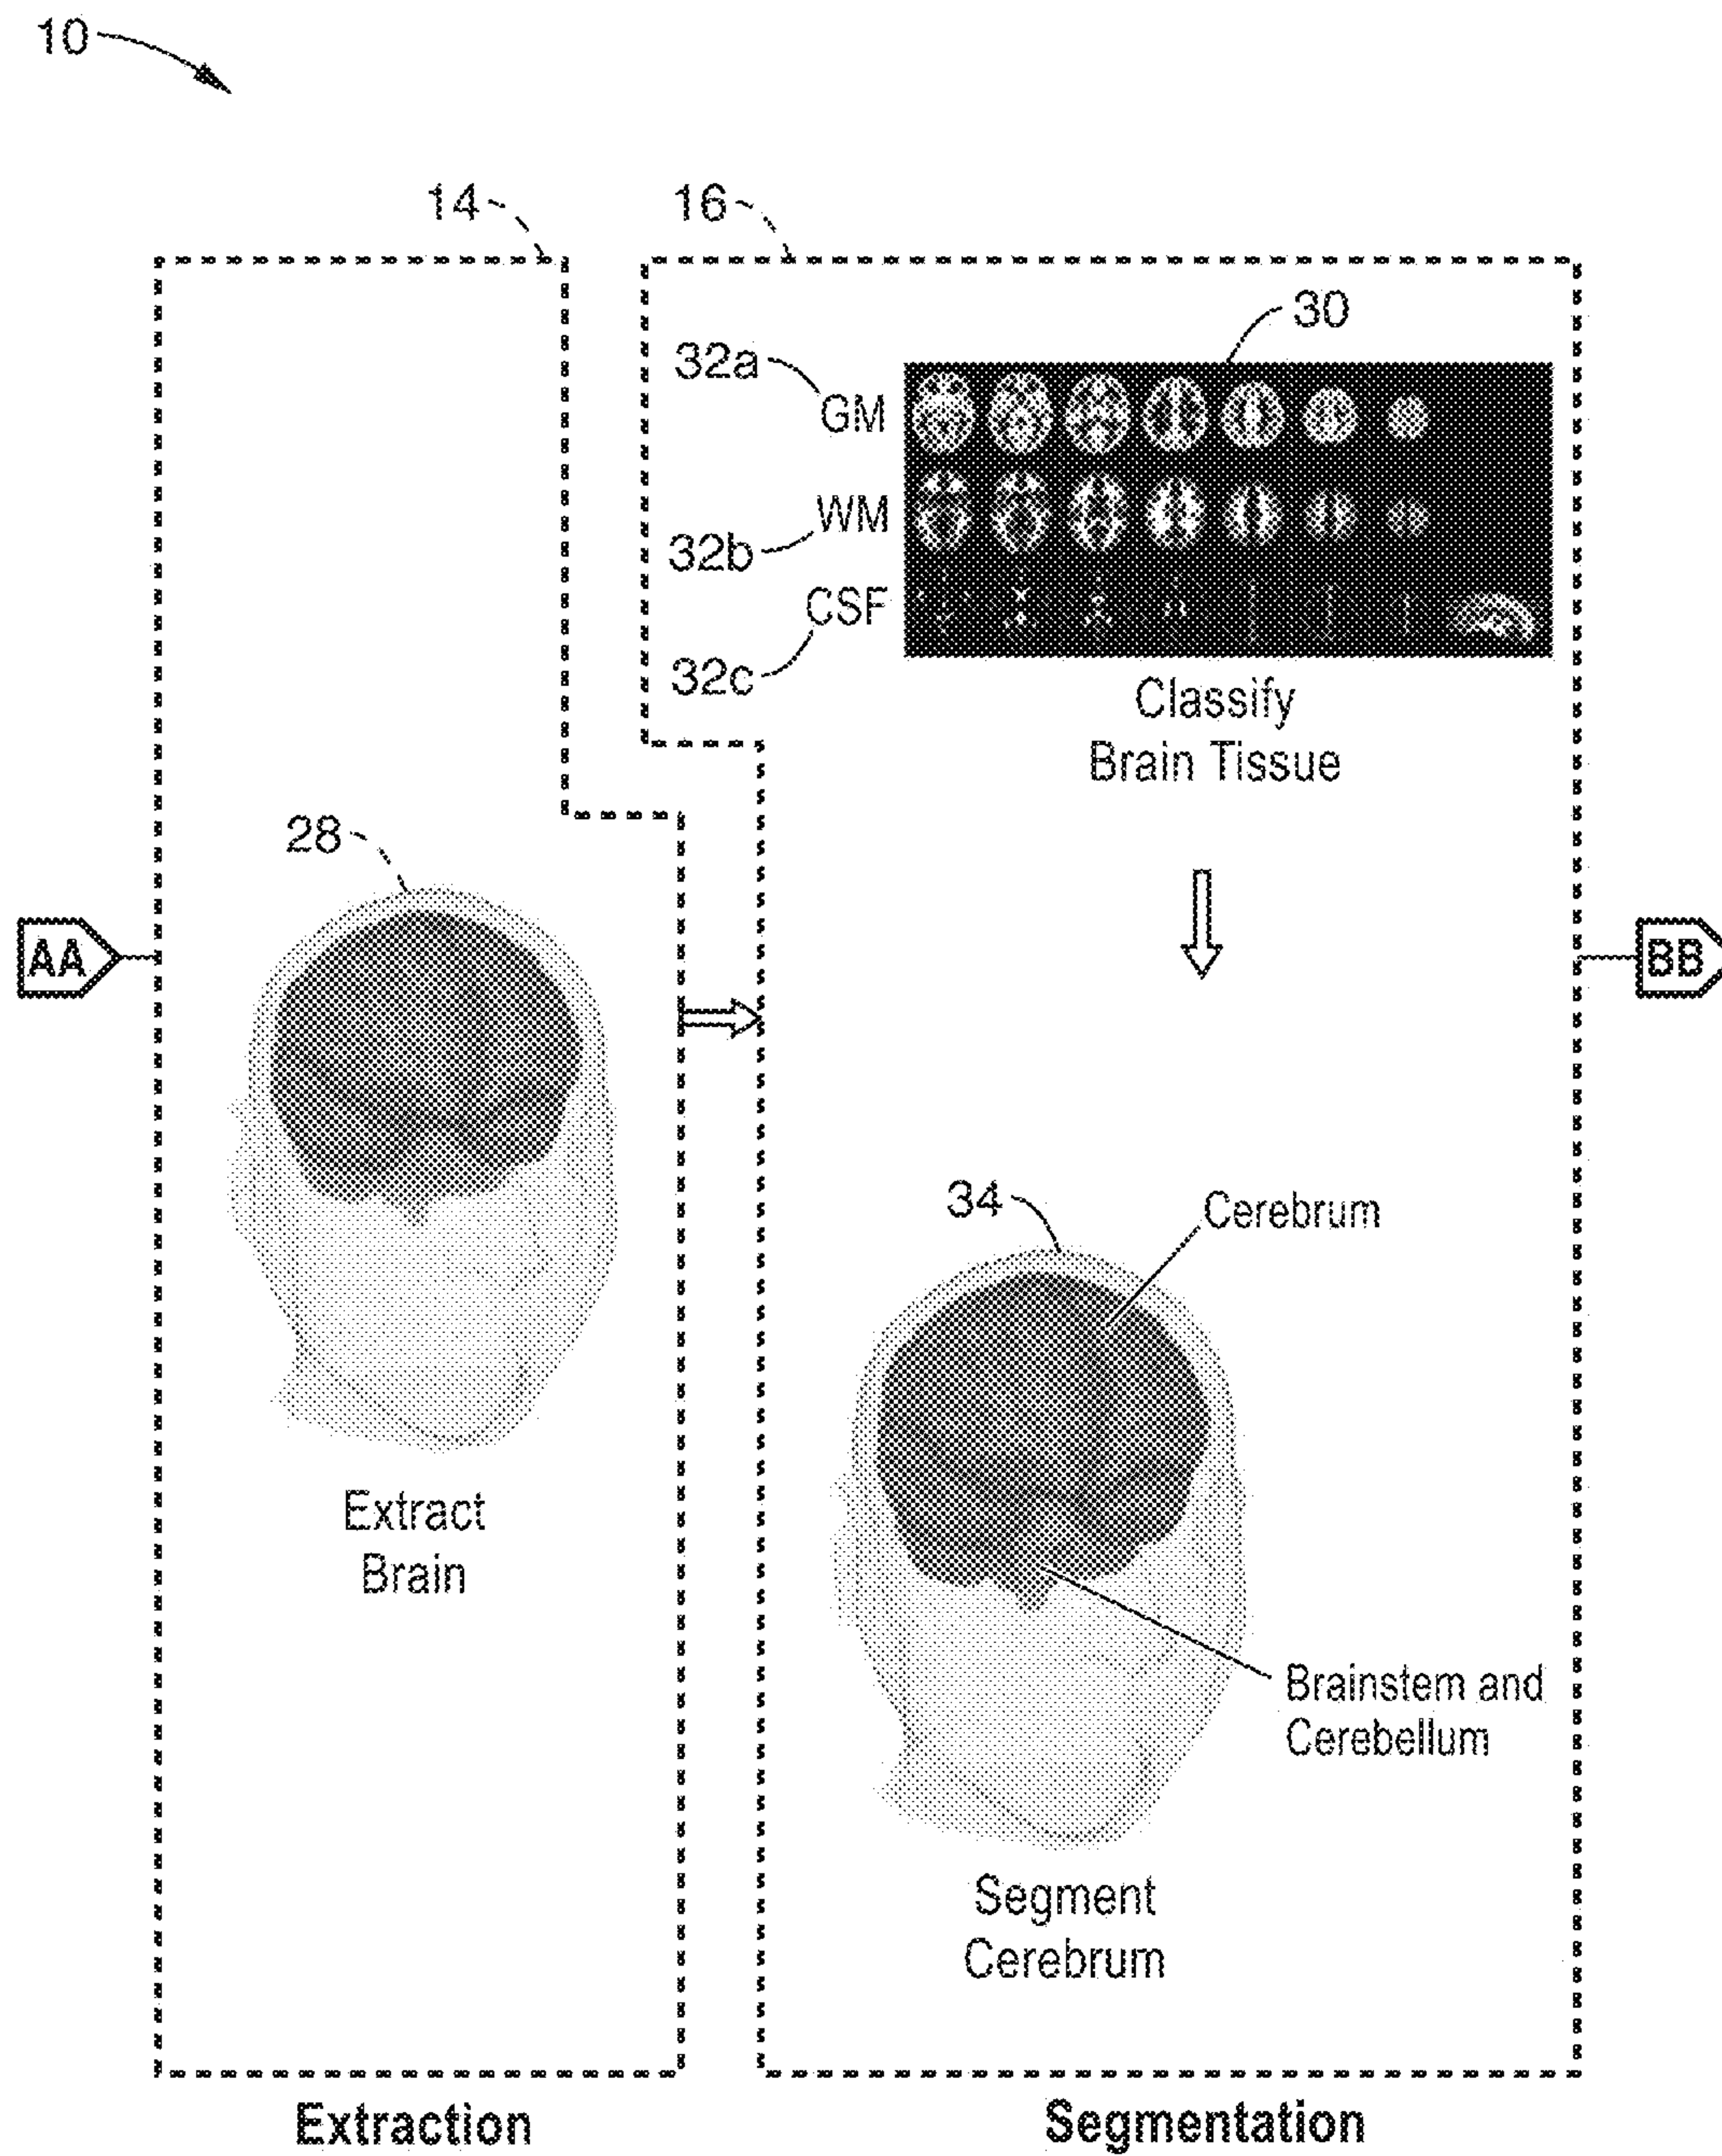 10
14
16
30
32a
GM
WM
32b
CSF
32c
Classify
Brain Tissue
28
AA
BB
34
Cerebrum
Extract
Brain
Brainstem and
Cerebellum
Segment
Cerebrum
Extraction
Segmentation